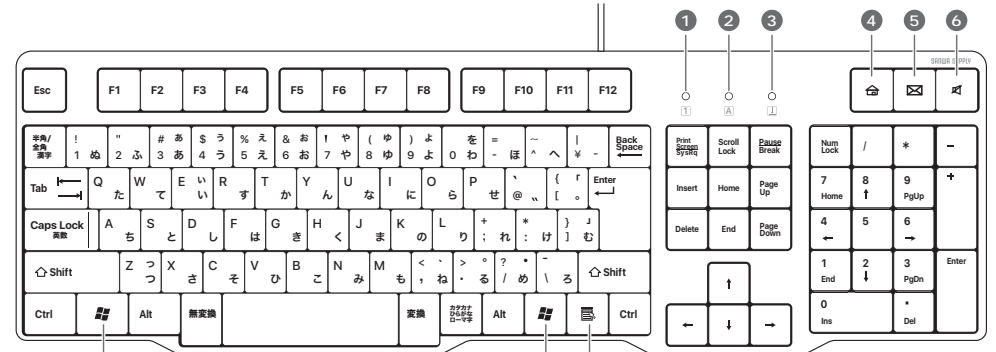 1 2 3 4 5 6
SANWA SUPPLY
Esc F1 F2 F3 F4 F5 F6 F7 F8 F9 F10 F11 F12
1 A ↓
半角/ ! " # あ $ う % え & お ' や ( ゆ ) よ を = ~ | Back
全角 Space
漢字 1 ぬ 2 ふ 3 あ 4 う 5 え 6 お 7 や 8 ゆ 9 よ 0 わ - ほ ^ へ ¥ - ←
Print Screen SysRq Scroll Lock Pause Break
Num Lock / * -
Tab Q た W て E い い R す T か Y ん U な I に O ら P せ ` @ ゛ { 「 [ 。 Enter
Insert Home Page Up
7 Home 8 ↑ 9 PgUp +
Caps Lock 英数 A ち S と D し F は G き H く J ま K の L り + ; れ * : け } 」 ] む
Delete End Page Down
4 ← 5 6 →
Shift Z つ っ X さ C そ V ひ B こ N み M も < 、 , ね > 。 . る ? ・ / め _ \ ろ Shift
↑
1 End 2 ↓ 3 PgDn Enter
Ctrl Alt 無変換 変換 カタカナ ひらがな ローマ字 Alt Ctrl
← ↓ →
0 Ins . Del